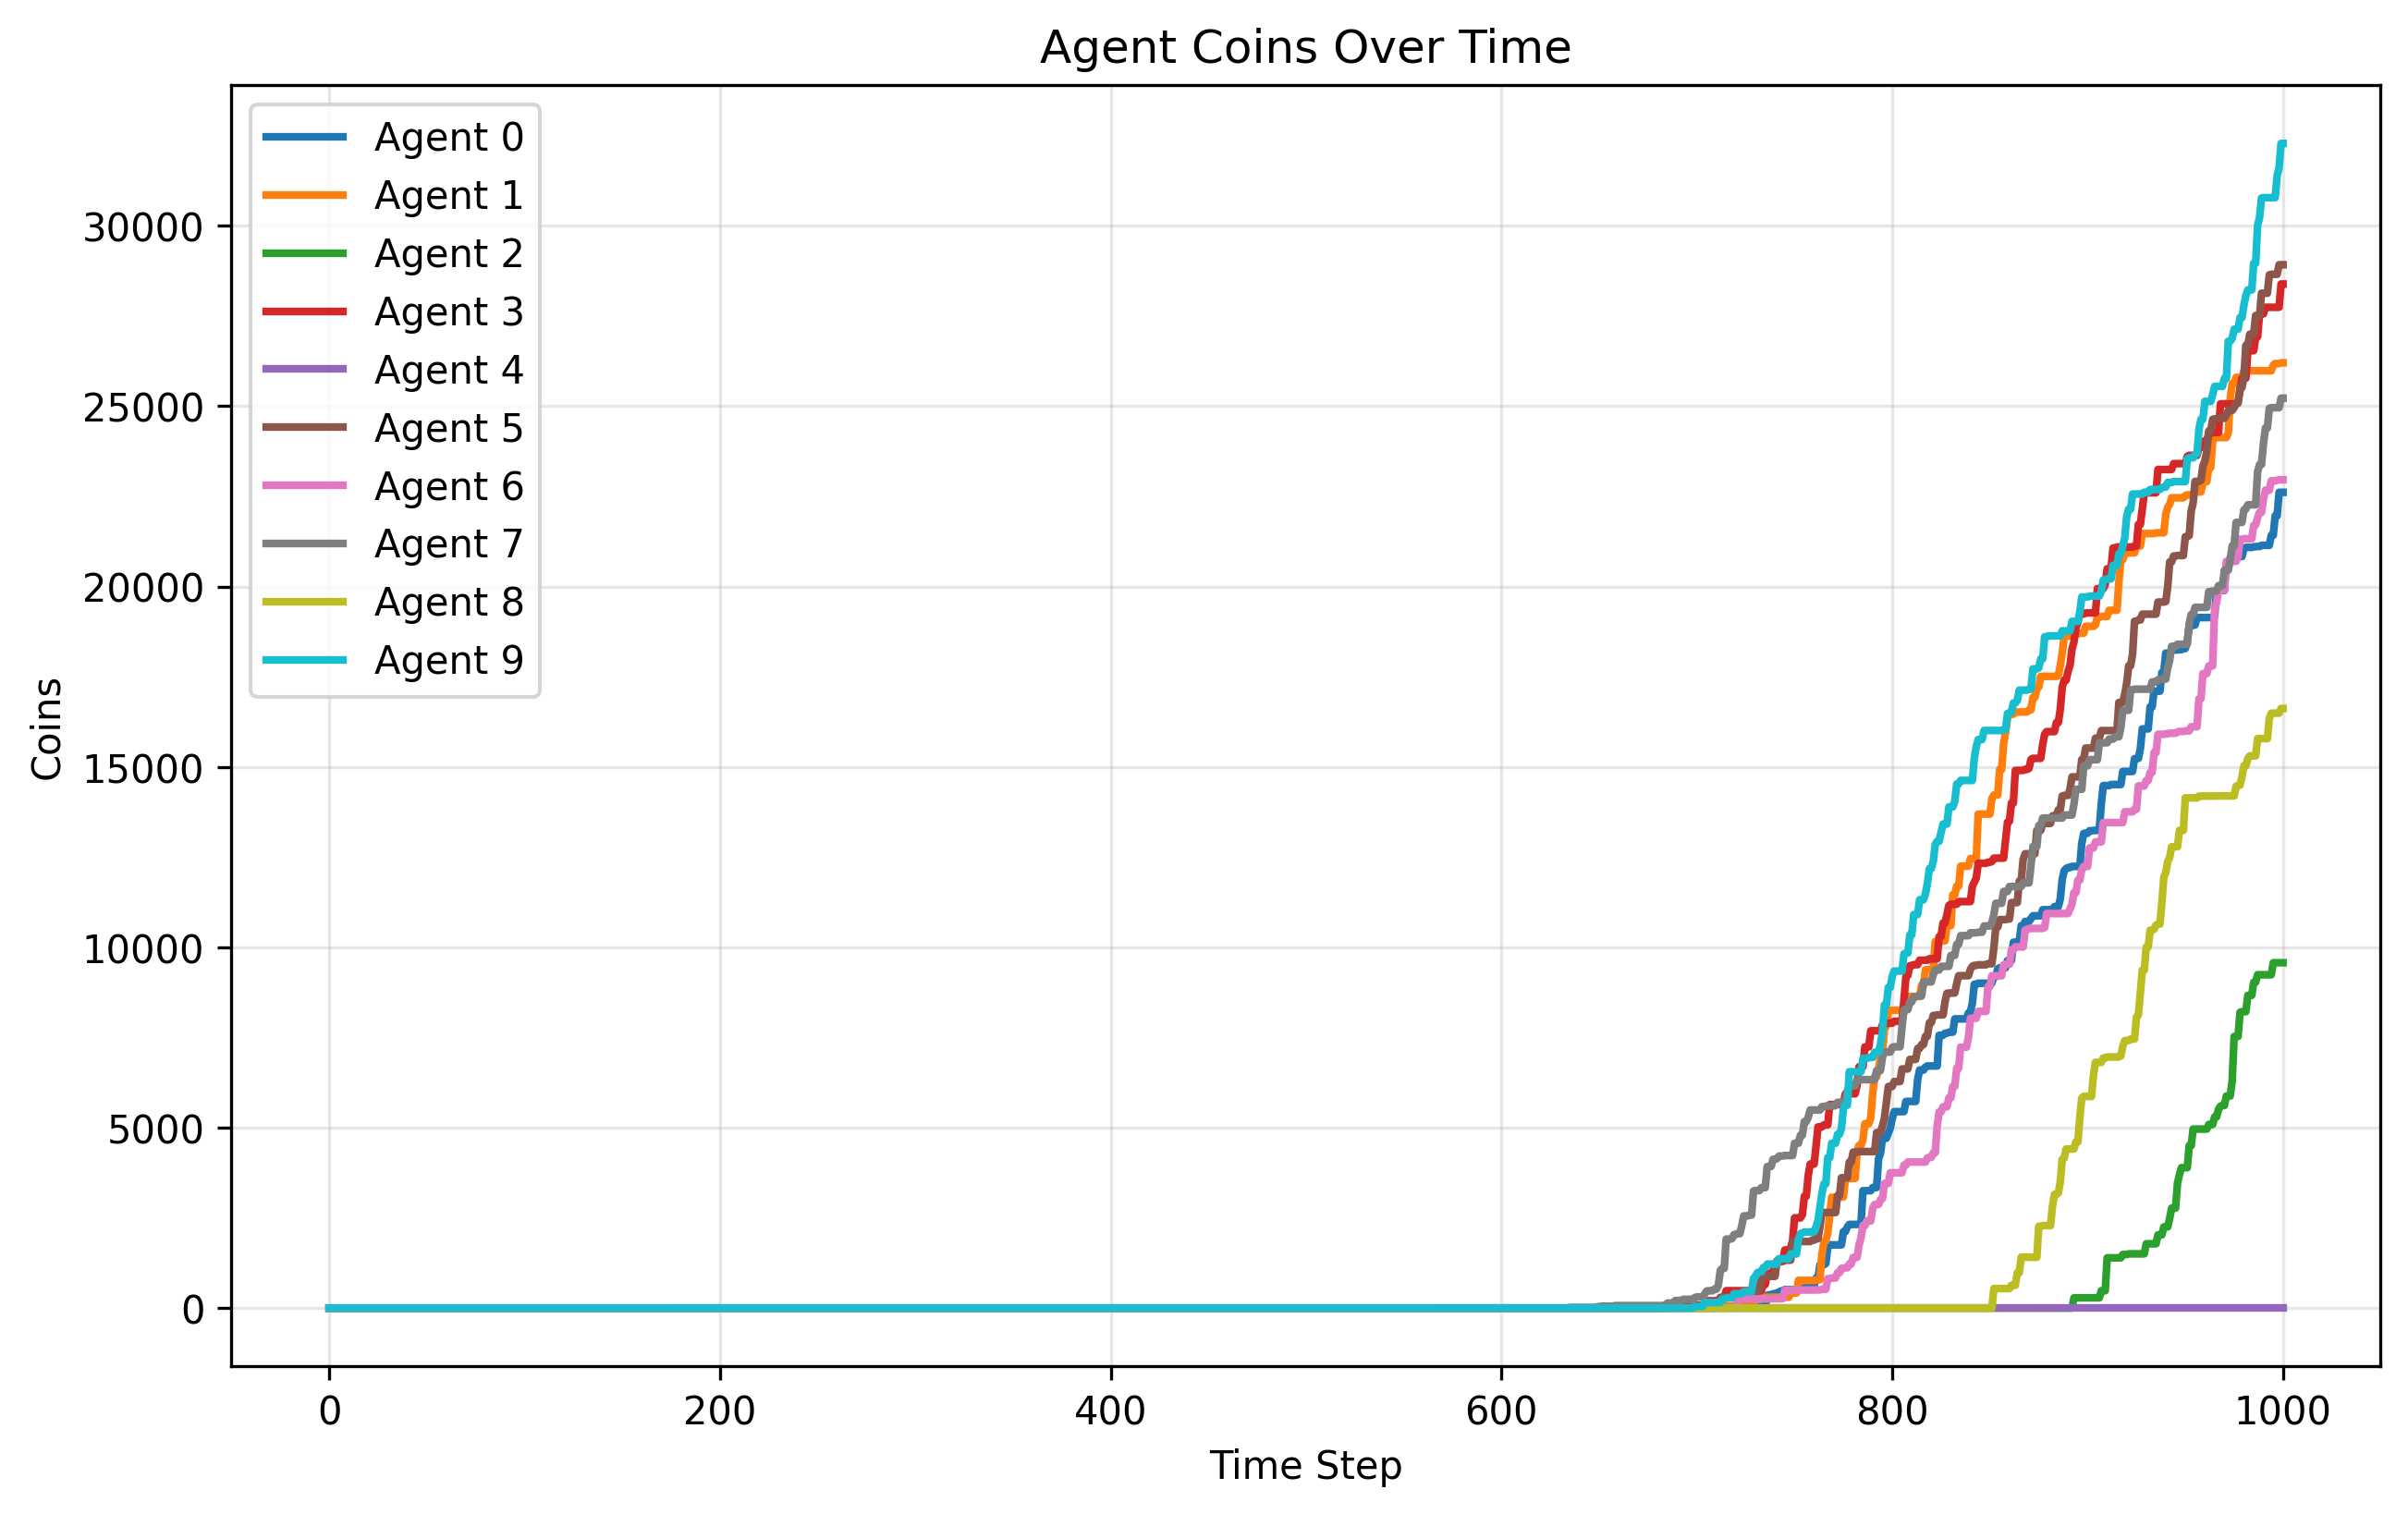 Agent Coins Over Time
Agent 0
Agent 1
Agent 2
Agent 3
Agent 4
Agent 5
Agent 6
Agent 7
Agent 8
Agent 9
Coins
30000
25000
20000
15000
10000
5000
0
0 200 400 600 800 1000
Time Step